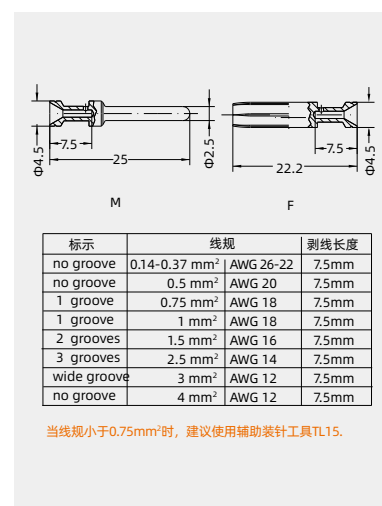 Φ4.5
7.5
25
Φ2.5
M
22.2
7.5
Φ4.5
F
标示 线规 剥线长度
no groove 0.14-0.37 mm² AWG 26-22 7.5mm
no groove 0.5 mm² AWG 20 7.5mm
1 groove 0.75 mm² AWG 18 7.5mm
1 groove 1 mm² AWG 18 7.5mm
2 grooves 1.5 mm² AWG 16 7.5mm
3 grooves 2.5 mm² AWG 14 7.5mm
wide groove 3 mm² AWG 12 7.5mm
no groove 4 mm² AWG 12 7.5mm
当线规小于0.75mm²时，建议使用辅助装针工具TL15.